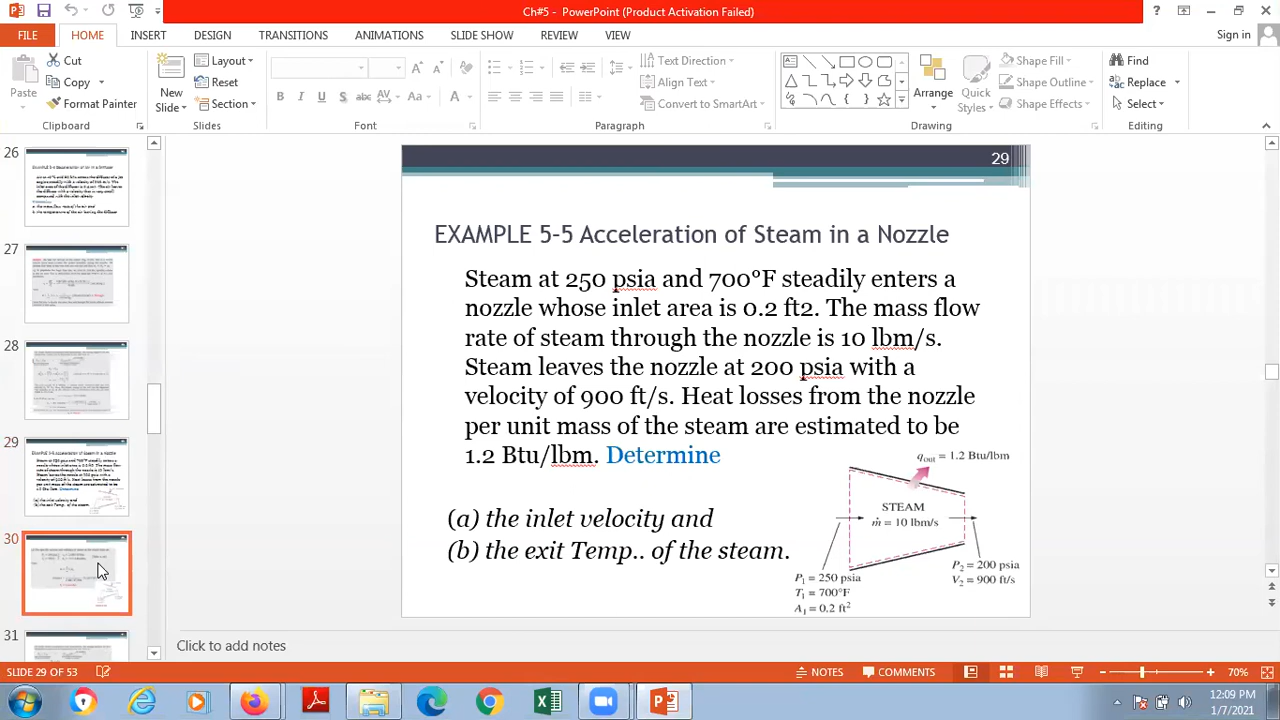 Ch#5 - PowerPoint (Product Activation Failed)
?
FILE
HOME
INSERT
DESIGN
TRANSITIONS
ANIMATIONS
SLIDE SHOW
REVIEW
VIEW
Sign in
Paste
Cut
Copy
Format Painter
Clipboard
New
Slide
Layout
Reset
Section
Slides
B I U S abc AV Aa A
Font
Text Direction
Align Text
Convert to SmartArt
Paragraph
Arrange
Quick
Styles
Shape Fill
Shape Outline
Shape Effects
Drawing
Find
Replace
Select
Editing
26
27
28
29
30
31
29
EXAMPLE 5-5 Acceleration of Steam in a Nozzle
Steam at 250 psia and 700°F steadily enters a
nozzle whose inlet area is 0.2 ft2. The mass flow
rate of steam through the nozzle is 10 lbm/s.
Steam leaves the nozzle at 200 psia with a
velocity of 900 ft/s. Heat losses from the nozzle
per unit mass of the steam are estimated to be
1.2 Btu/lbm. Determine
(a) the inlet velocity and
(b) the exit Temp.. of the steam.
qout = 1.2 Btu/lbm
STEAM
ṁ = 10 lbm/s
P1 = 250 psia
T1 = 700°F
A1 = 0.2 ft²
P2 = 200 psia
V2 = 900 ft/s
Click to add notes
SLIDE 29 OF 53
NOTES
COMMENTS
70%
12:09 PM
1/7/2021